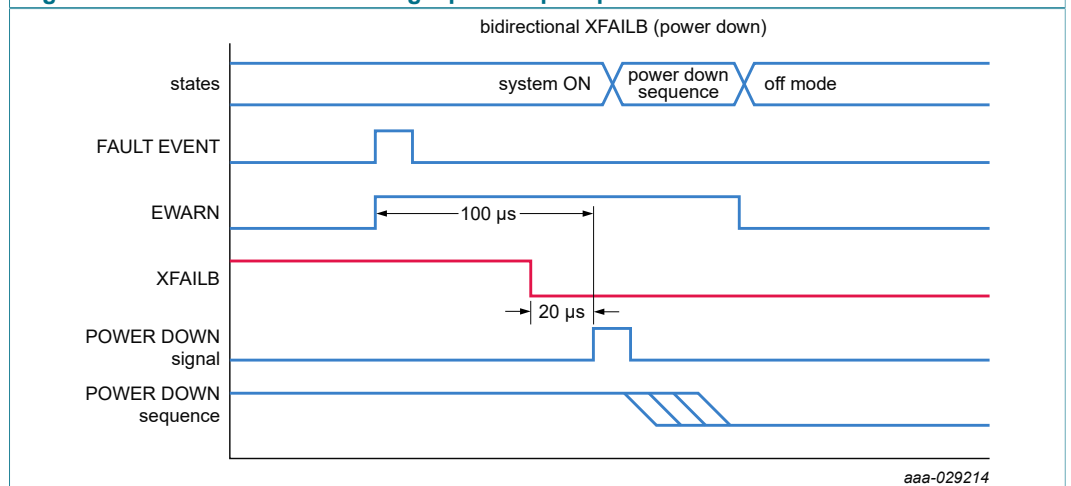 bidirectional XFAILB (power down)
states
system ON
power down
sequence
off mode
FAULT EVENT
EWARN
100 µs
XFAILB
20 µs
POWER DOWN
signal
POWER DOWN
sequence
aaa-029214